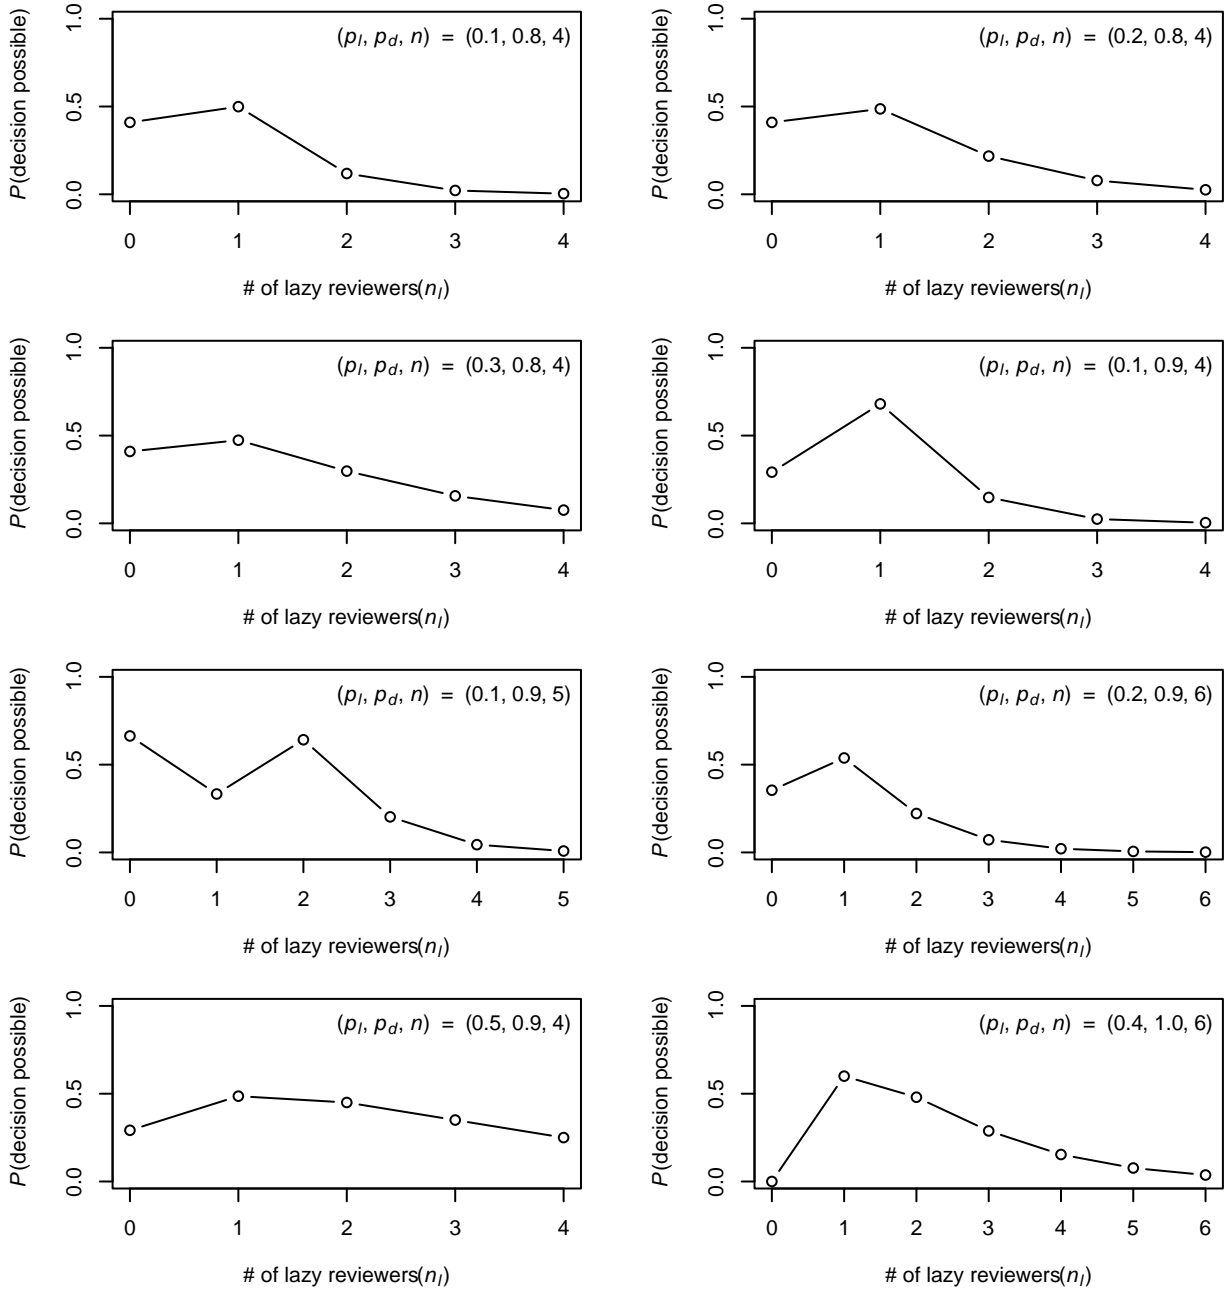 (p_l, p_d, n) = (0.1, 0.8, 4)
P(decision possible)
0.0 0.5 1.0
0 1 2 3 4
# of lazy reviewers(n_l)
(p_l, p_d, n) = (0.2, 0.8, 4)
P(decision possible)
0.0 0.5 1.0
0 1 2 3 4
# of lazy reviewers(n_l)
(p_l, p_d, n) = (0.3, 0.8, 4)
P(decision possible)
0.0 0.5 1.0
0 1 2 3 4
# of lazy reviewers(n_l)
(p_l, p_d, n) = (0.1, 0.9, 4)
P(decision possible)
0.0 0.5 1.0
0 1 2 3 4
# of lazy reviewers(n_l)
(p_l, p_d, n) = (0.1, 0.9, 5)
P(decision possible)
0.0 0.5 1.0
0 1 2 3 4 5
# of lazy reviewers(n_l)
(p_l, p_d, n) = (0.2, 0.9, 6)
P(decision possible)
0.0 0.5 1.0
0 1 2 3 4 5 6
# of lazy reviewers(n_l)
(p_l, p_d, n) = (0.5, 0.9, 4)
P(decision possible)
0.0 0.5 1.0
0 1 2 3 4
# of lazy reviewers(n_l)
(p_l, p_d, n) = (0.4, 1.0, 6)
P(decision possible)
0.0 0.5 1.0
0 1 2 3 4 5 6
# of lazy reviewers(n_l)